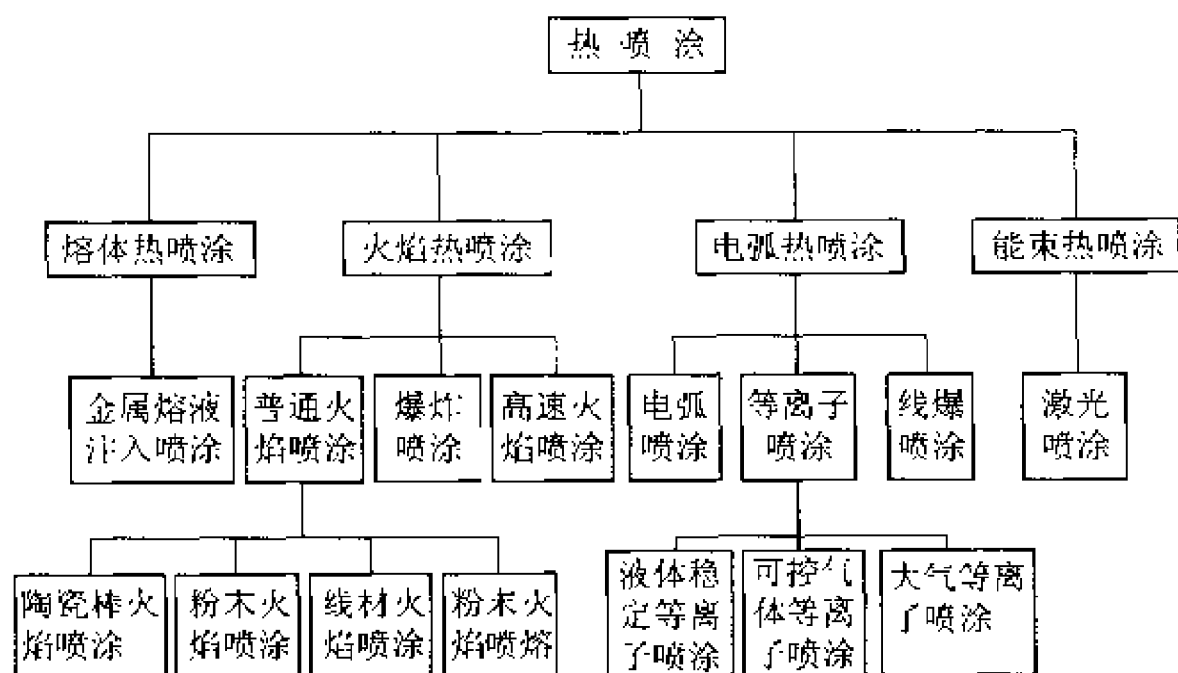 热喷涂
熔体热喷涂
火焰热喷涂
电弧热喷涂
能束热喷涂
金属熔液
注入喷涂
普通火
焰喷涂
爆炸
喷涂
高速火
焰喷涂
电弧
喷涂
等离子
喷涂
线爆
喷涂
激光
喷涂
陶瓷棒火
焰喷涂
粉末火
焰喷涂
线材火
焰喷涂
粉末火
焰喷熔
液体稳
定等离
子喷涂
可控气
体等离
子喷涂
大气等离
子喷涂